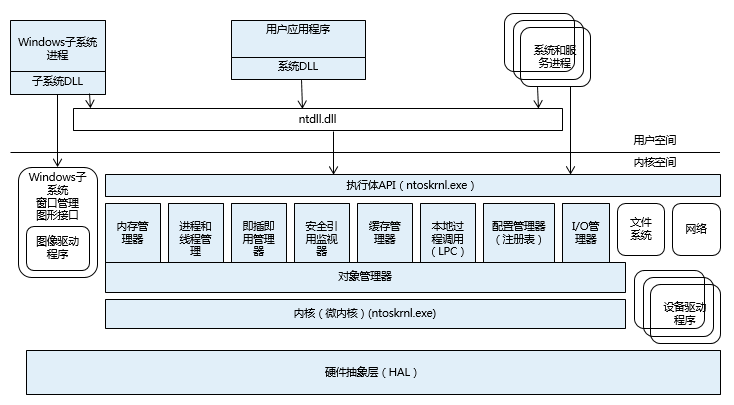 Windows子系统
进程
子系统DLL
用户应用程序
系统DLL
系统和服
务进程
ntdll.dll
用户空间
内核空间
Windows子
系统
窗口管理
图形接口
图像驱动
程序
执行体API（ntoskrnl.exe）
内存管
理器
进程和
线程管
理
即插即
用管理
器
安全引
用监视
器
缓存管
理器
本地过
程调用
（LPC）
配置管理器
（注册表）
I/O管
理器
文件
系统
网络
对象管理器
设备驱动
程序
内核（微内核）(ntoskrnl.exe)
硬件抽象层（HAL）